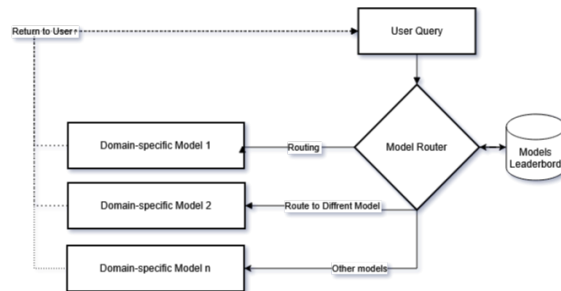 Return to User
User Query
Domain-specific Model 1
Routing
Model Router
Models
Leaderbord
Domain-specific Model 2
Route to Diffrent Model
Domain-specific Model n
Other models